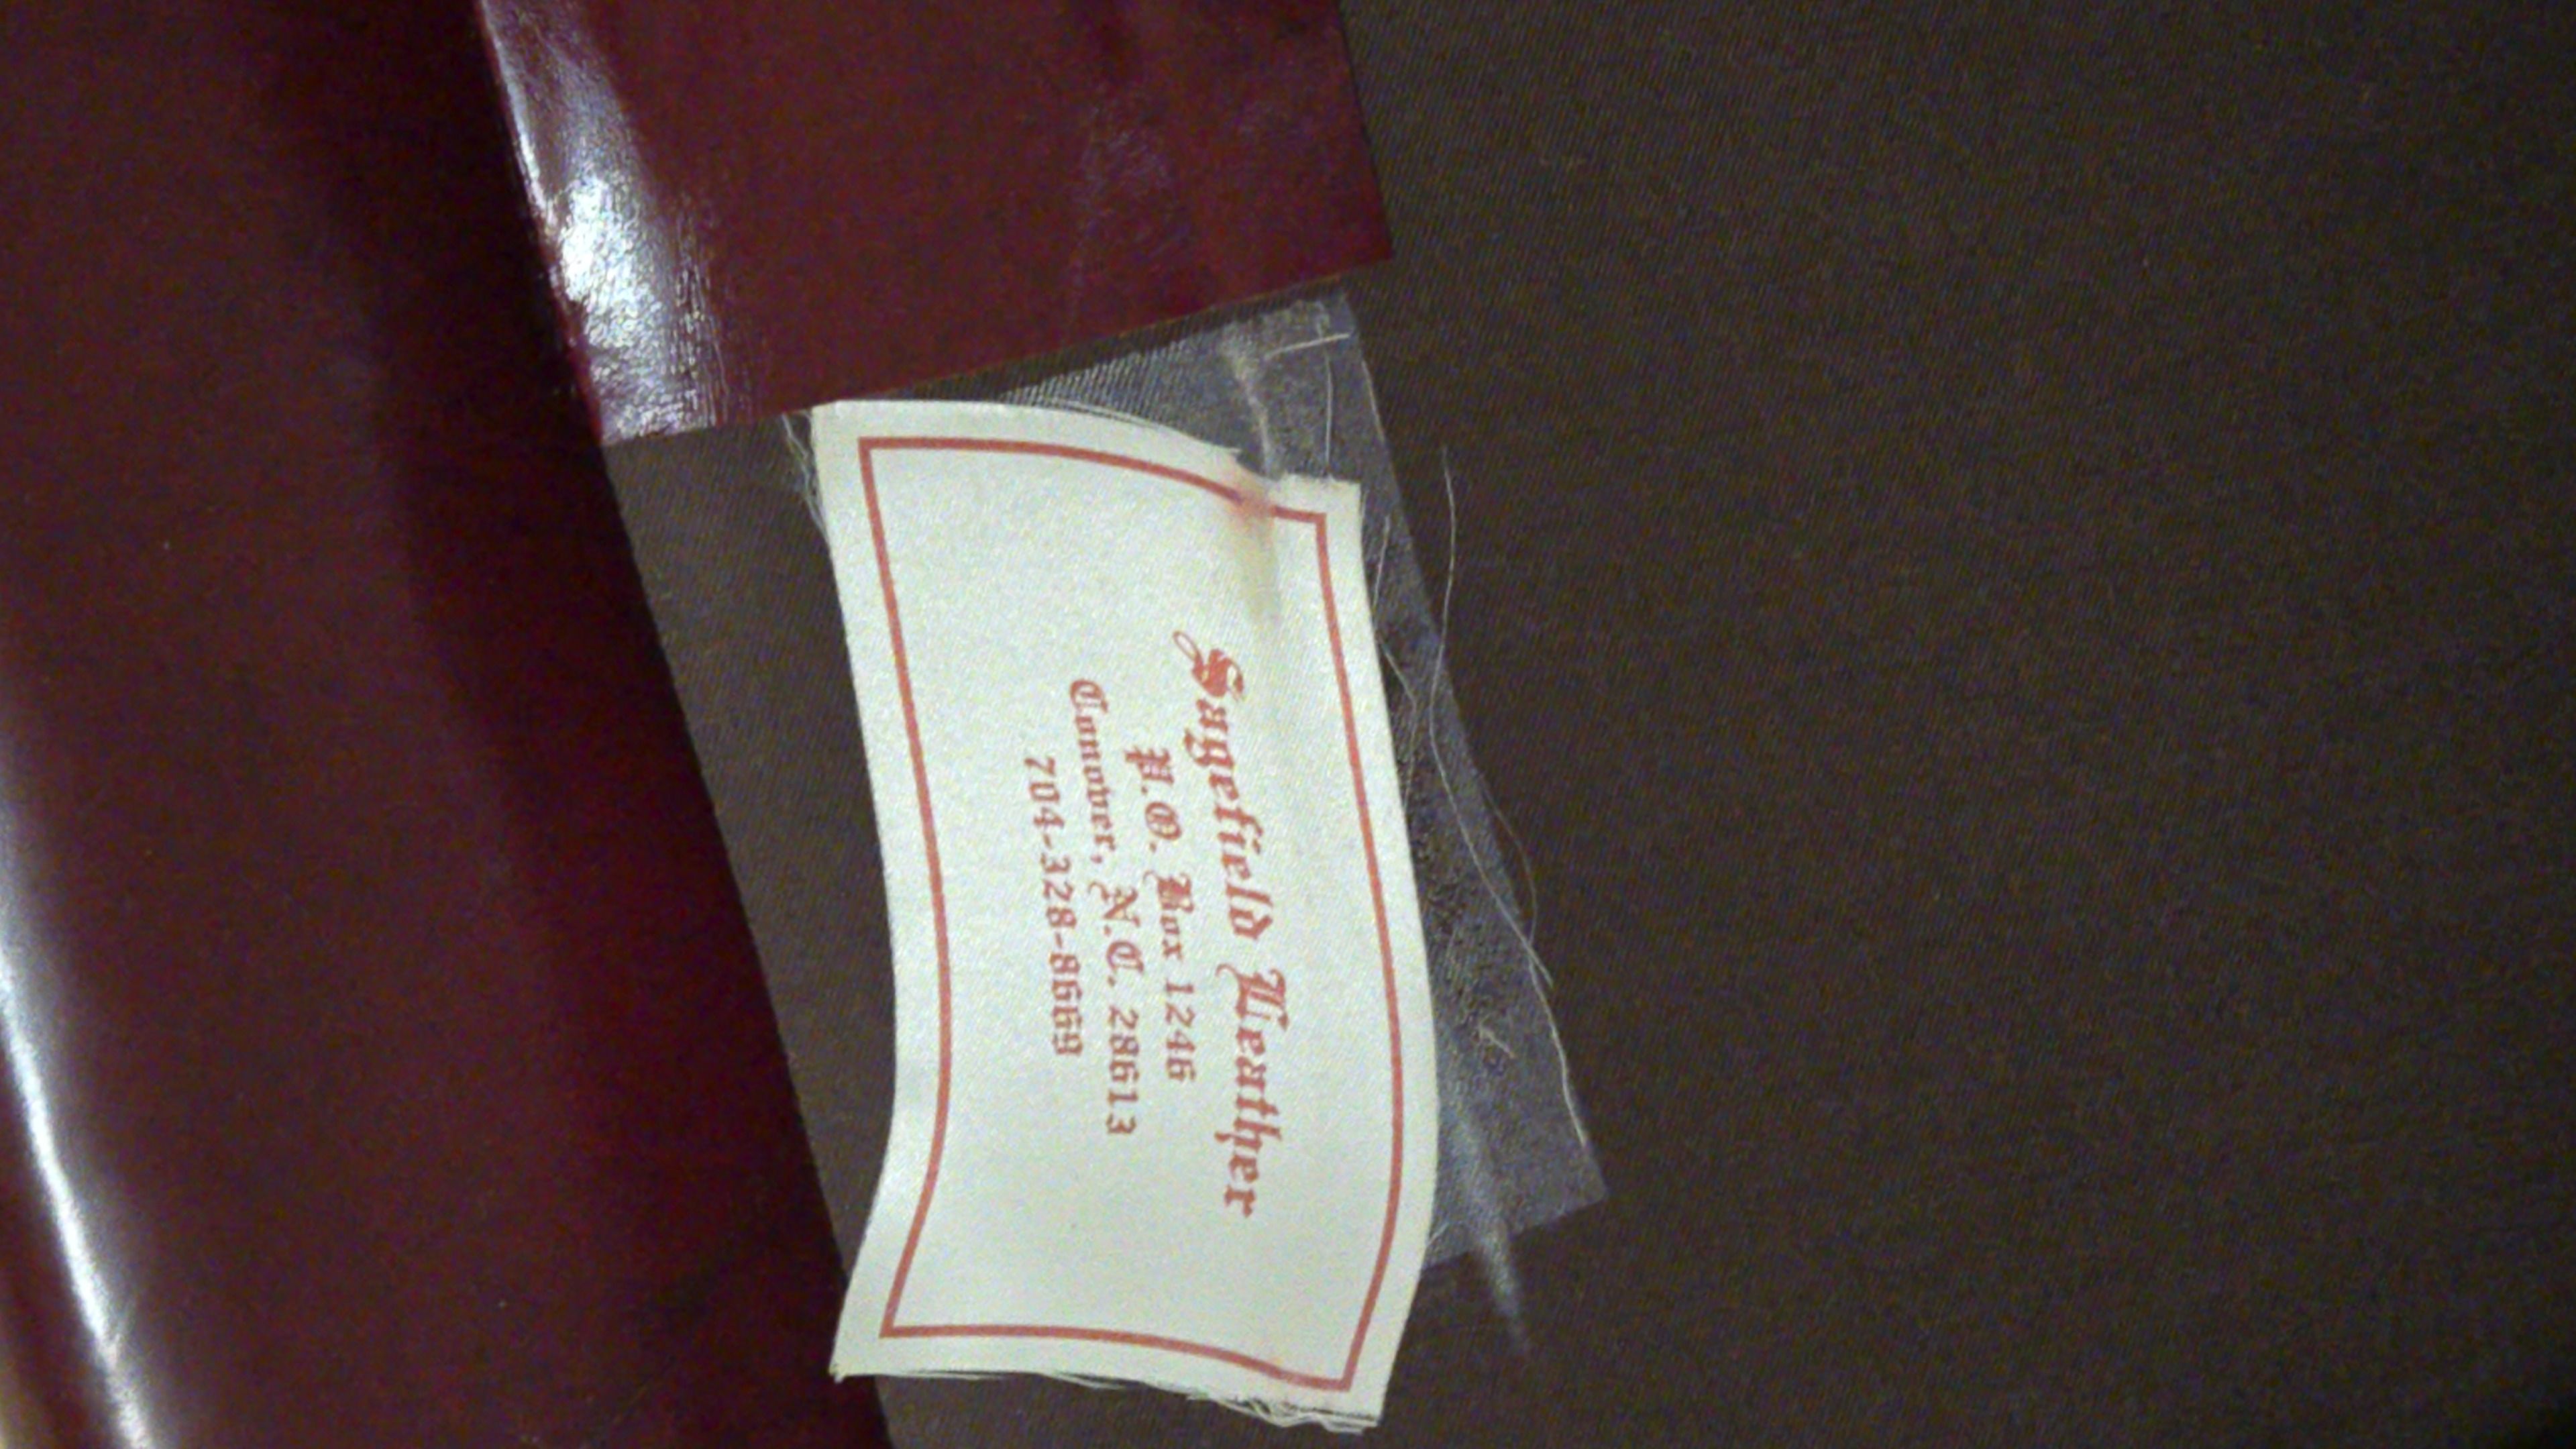 Sagefield Leather
P.O. Box 1246
Conover, N.C. 28613
704-328-8669